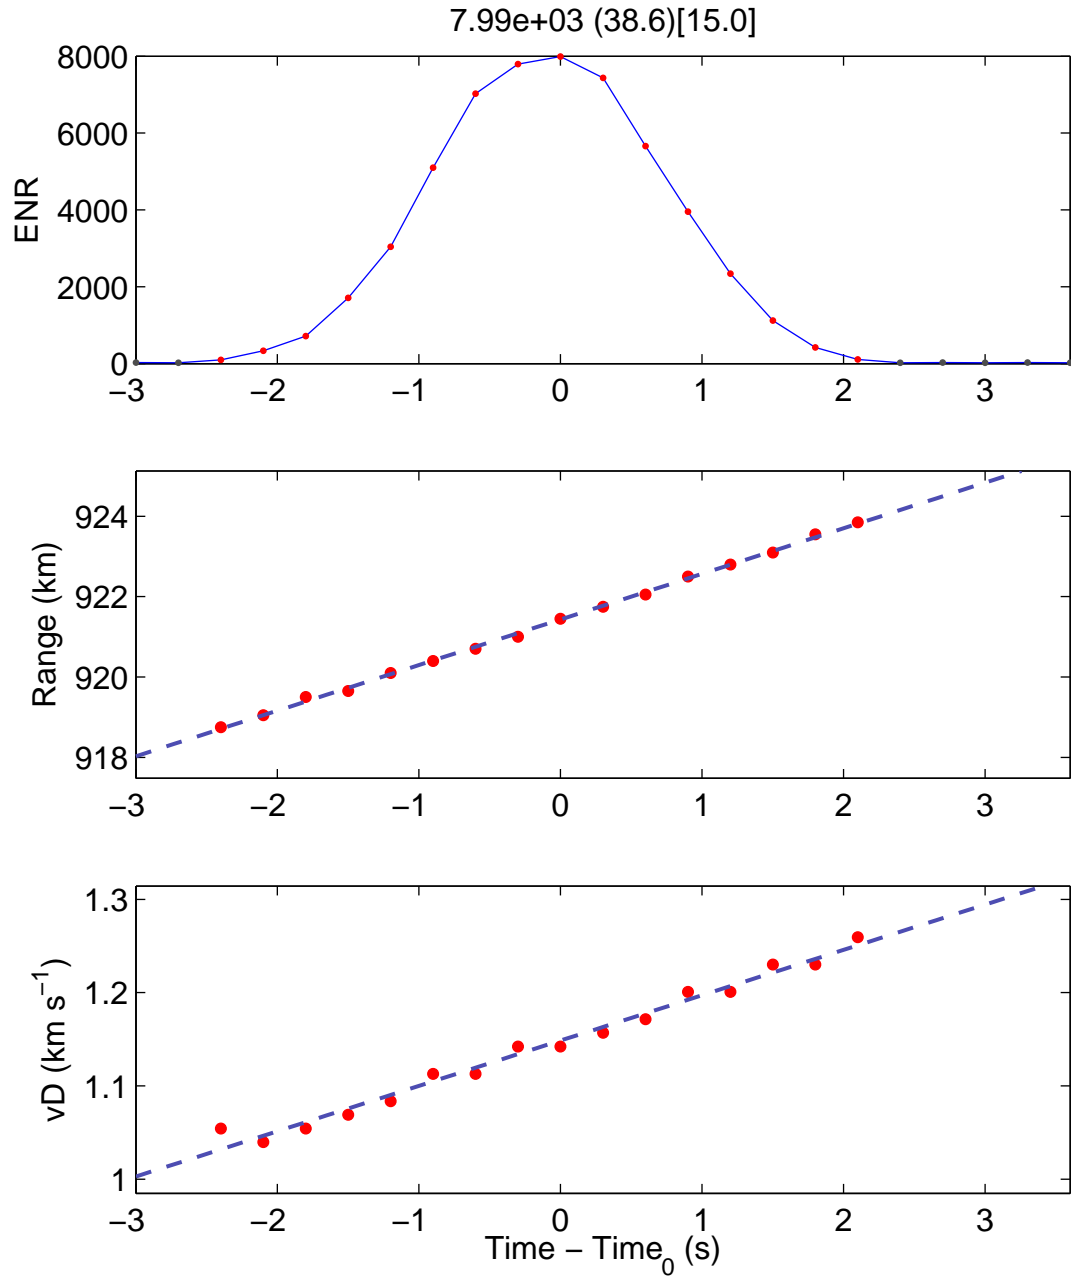 7.99e+03 (38.6)[15.0]
8000
6000
4000
2000
0
ENR
−3 −2 −1 0 1 2 3
924
922
920
918
Range (km)
−3 −2 −1 0 1 2 3
1.3
1.2
1.1
1
vD (km s⁻¹)
−3 −2 −1 0 1 2 3
Time − Time₀ (s)